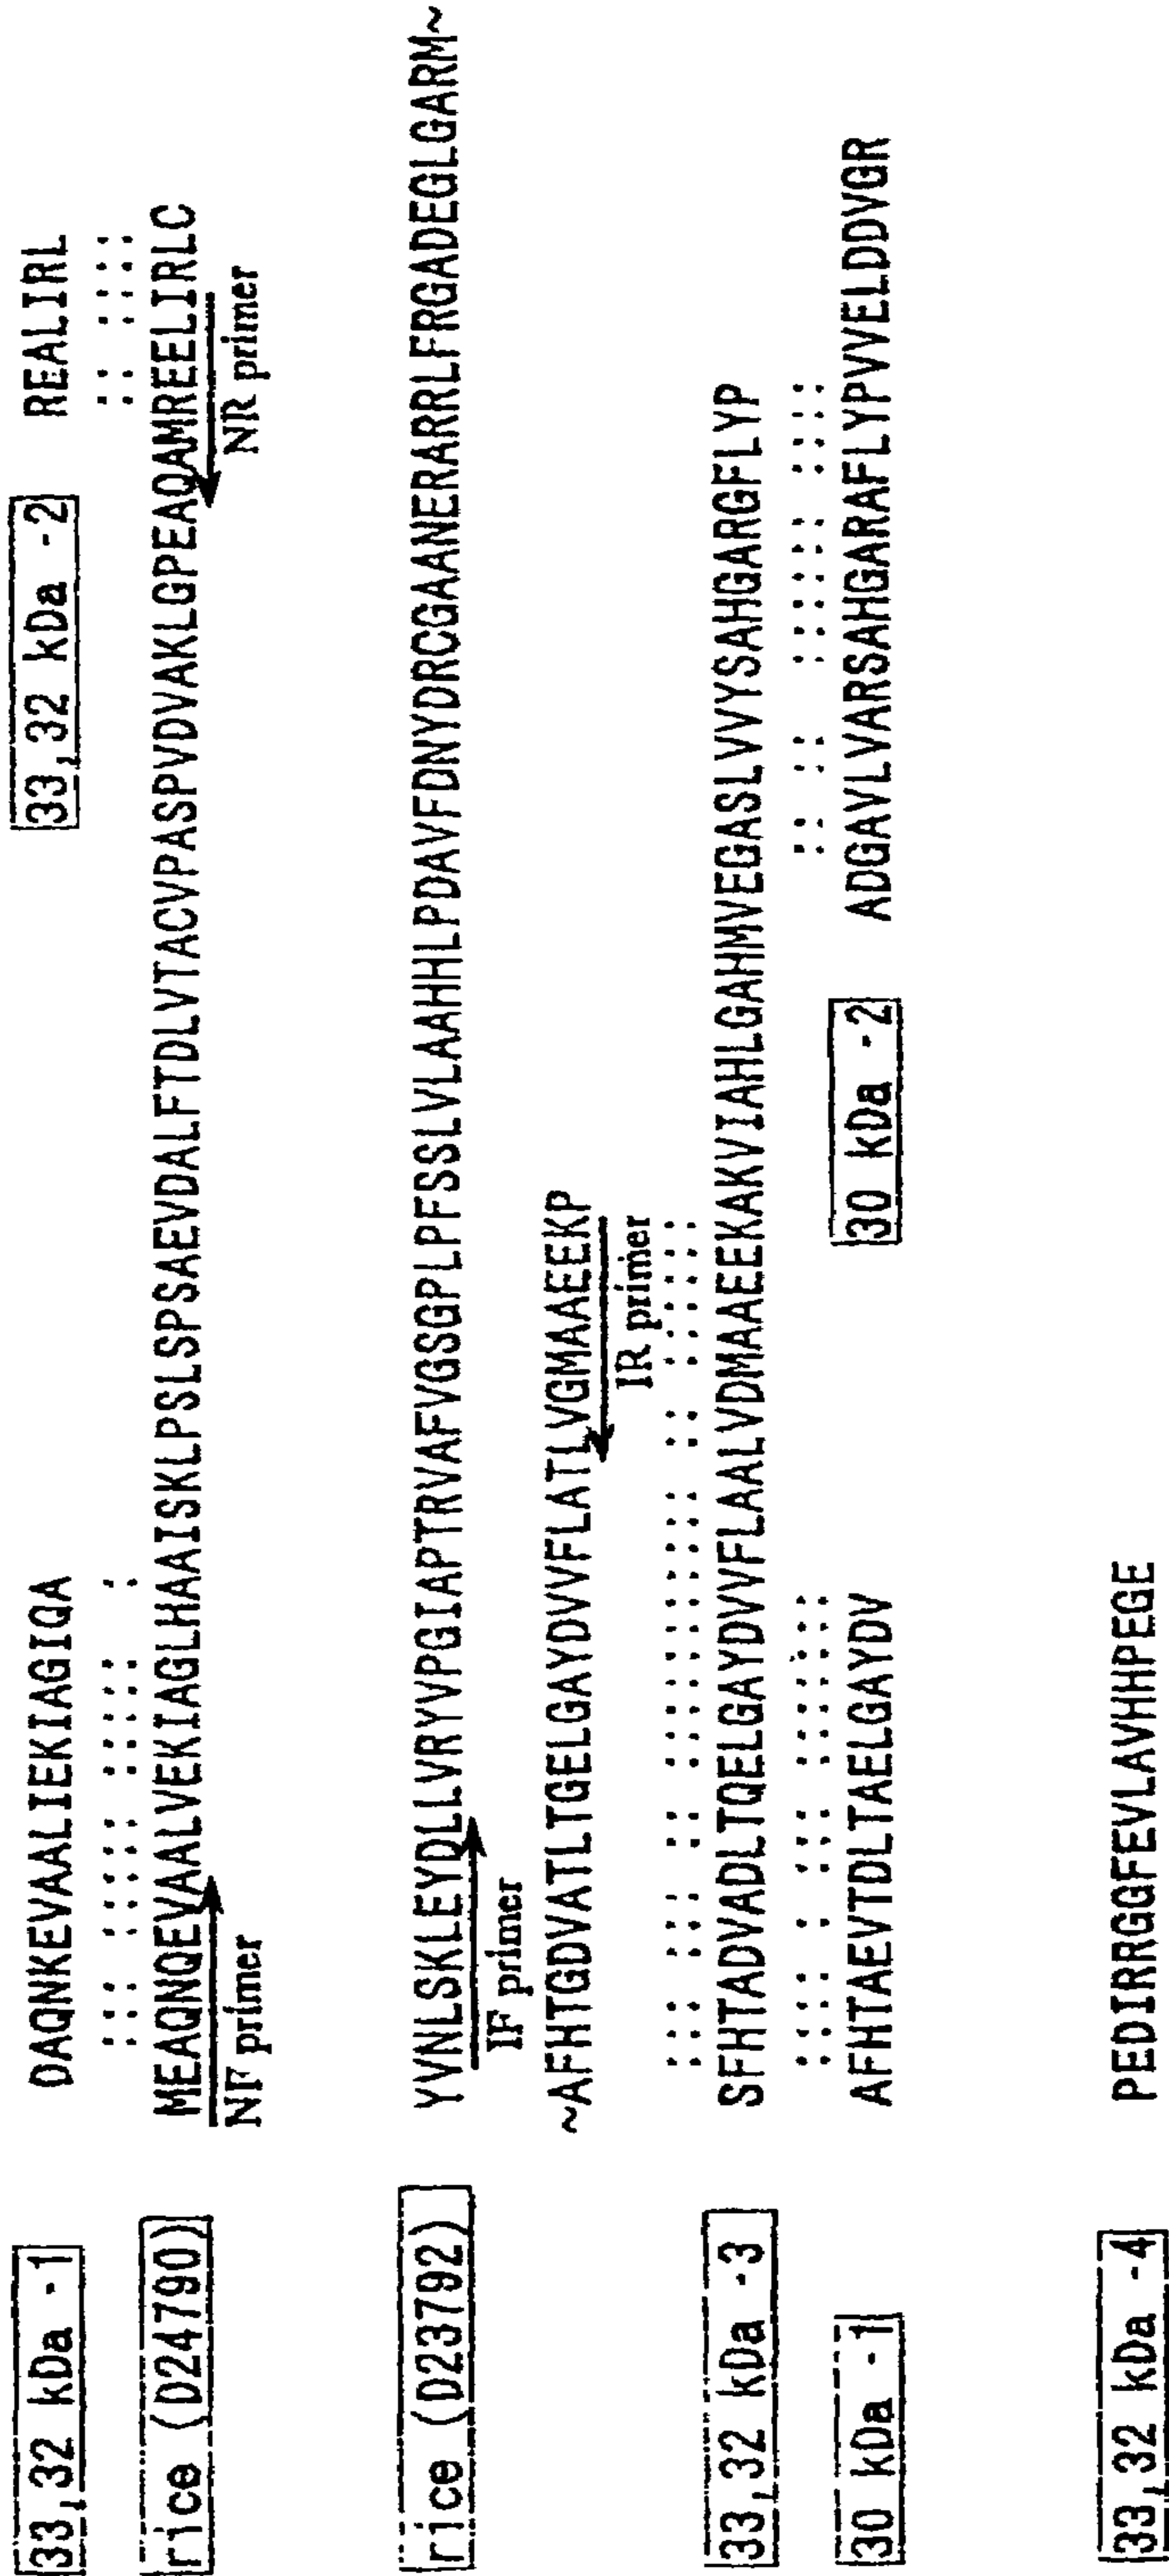 33,32 kDa -1 DAQNKEVAALIEKIAGIQA 33,32 kDa -2 REALIRL
rice (D24790) MEAQNQEVAALVEKIAGLHAAISKLPSLSPSAEVDALFTDLVTACVPASPVDVAKLGPEAQAMREELIRLC
NF primer NR primer
rice (D23792) YVNLSKLEYDLLVRYVPGIAPTRVAFVGSGPLPFSSLVLAAHHLPDAVFDNYDRCGAANERARRLFRGADEGLGARM~
IF primer
~AFHTGDVATLTGELGAYDVVFLATLVGMAAEEKP
IR primer
33,32 kDa -3 SFHTADVADLTQELGAYDVVFLAALVDMAAEEKAKVIAHLGAHMVEGASLVVYSAHGARGFLYP
30 kDa -1 AFHTAEVTDLTAELGAYDV 30 kDa -2 ADGAVLVARSAHGARAFLYPVVELDDVGR
33,32 kDa -4 PEDIRRGGFEVLAVHHPEGE